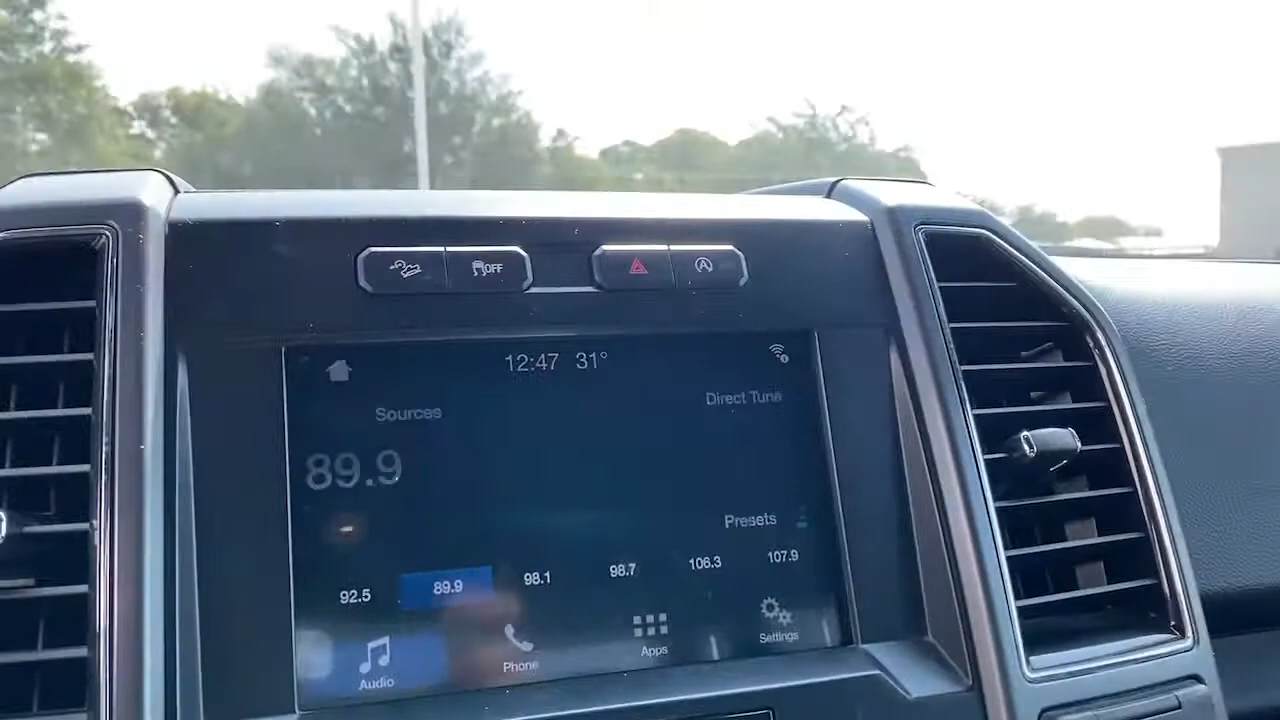 OFF
12:47 31°
Sources
Direct Tune
89.9
Presets
92.5 89.9 98.1 98.7 106.3 107.9
Audio Phone Apps Settings